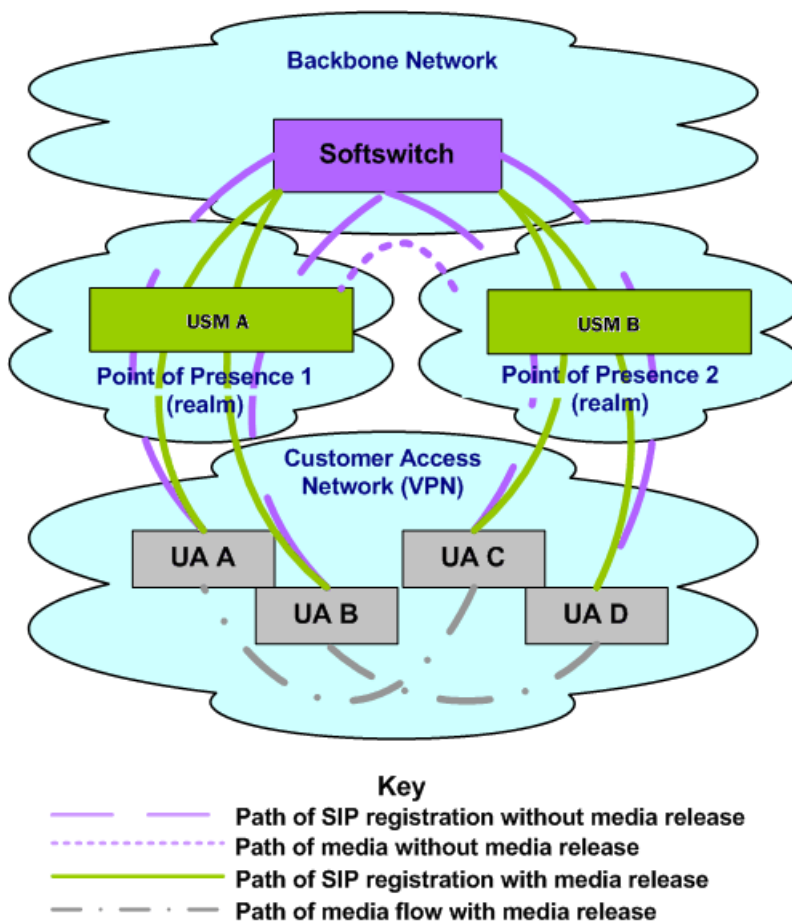 Backbone Network
Softswitch
USM A
USM B
Point of Presence 1
(realm)
Point of Presence 2
(realm)
Customer Access
Network (VPN)
UA A
UA C
UA B
UA D
Key
Path of SIP registration without media release
Path of media without media release
Path of SIP registration with media release
Path of media flow with media release